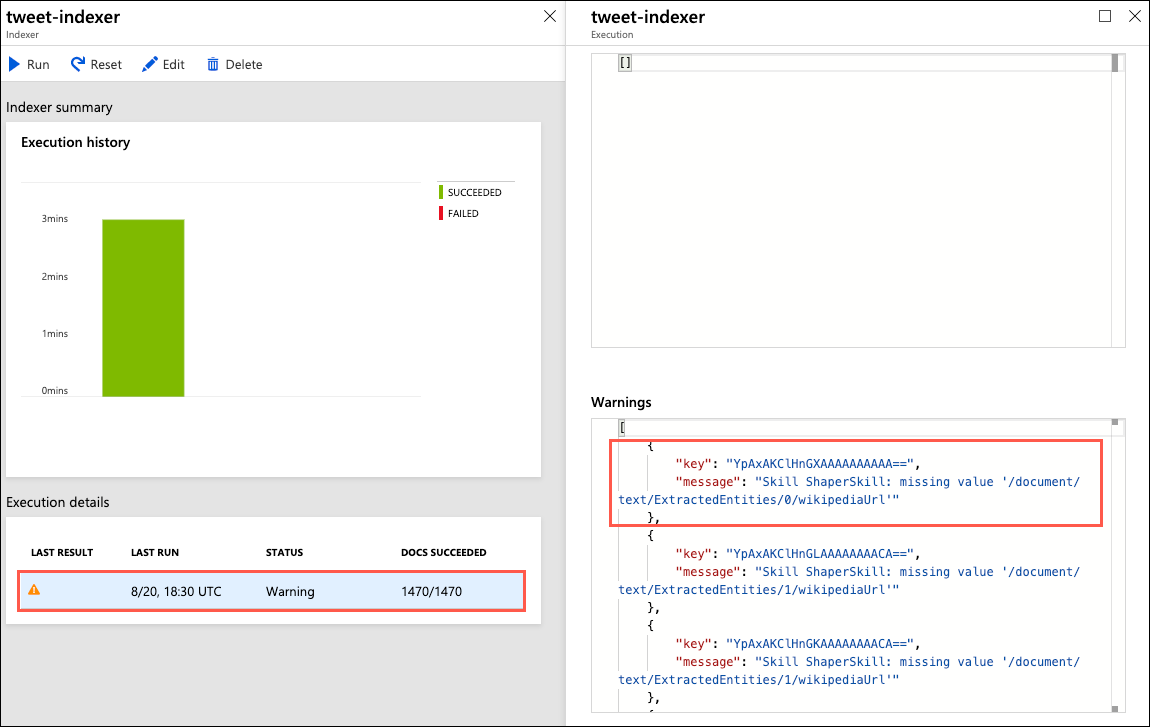 tweet-indexer
Indexer
Run Reset Edit Delete
Indexer summary
Execution history
SUCCEEDED
FAILED
3mins
2mins
1mins
0mins
Execution details
LAST RESULT LAST RUN STATUS DOCS SUCCEEDED
8/20, 18:30 UTC Warning 1470/1470
tweet-indexer
Execution
[]
Warnings
[
{
"key": "YpAxAKClHnGXAAAAAAAAAA==",
"message": "Skill ShaperSkill: missing value '/document/
text/ExtractedEntities/0/wikipediaUrl'"
},
{
"key": "YpAxAKClHnGLAAAAAAAACA==",
"message": "Skill ShaperSkill: missing value '/document/
text/ExtractedEntities/1/wikipediaUrl'"
},
{
"key": "YpAxAKClHnGKAAAAAAAACA==",
"message": "Skill ShaperSkill: missing value '/document/
text/ExtractedEntities/1/wikipediaUrl'"
},